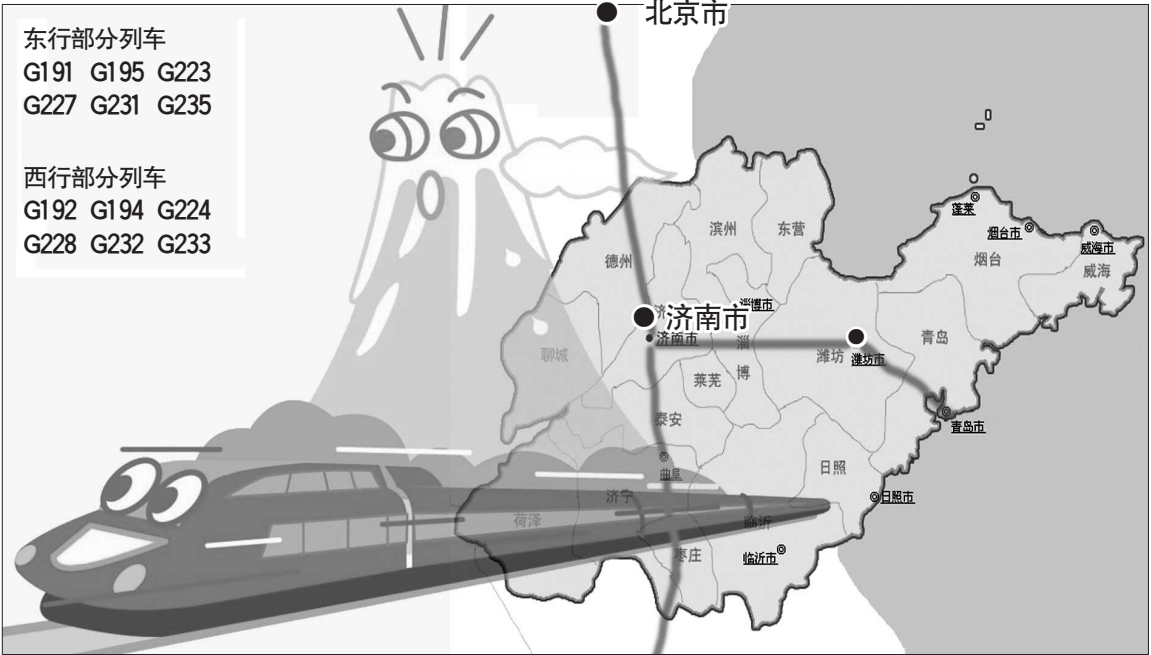 东行部分列车
G191 G195 G223
G227 G231 G235
西行部分列车
G192 G194 G224
G228 G232 G233
北京市
蓬莱
滨州
东营
烟台市
威海市
烟台
德州
威海
淄博市
济
济南市
济南市
淄
青岛
聊城
潍坊
潍坊市
莱芜
博
泰安
青岛市
曲阜
日照
济宁
日照市
荷泽
临沂
枣庄
临沂市